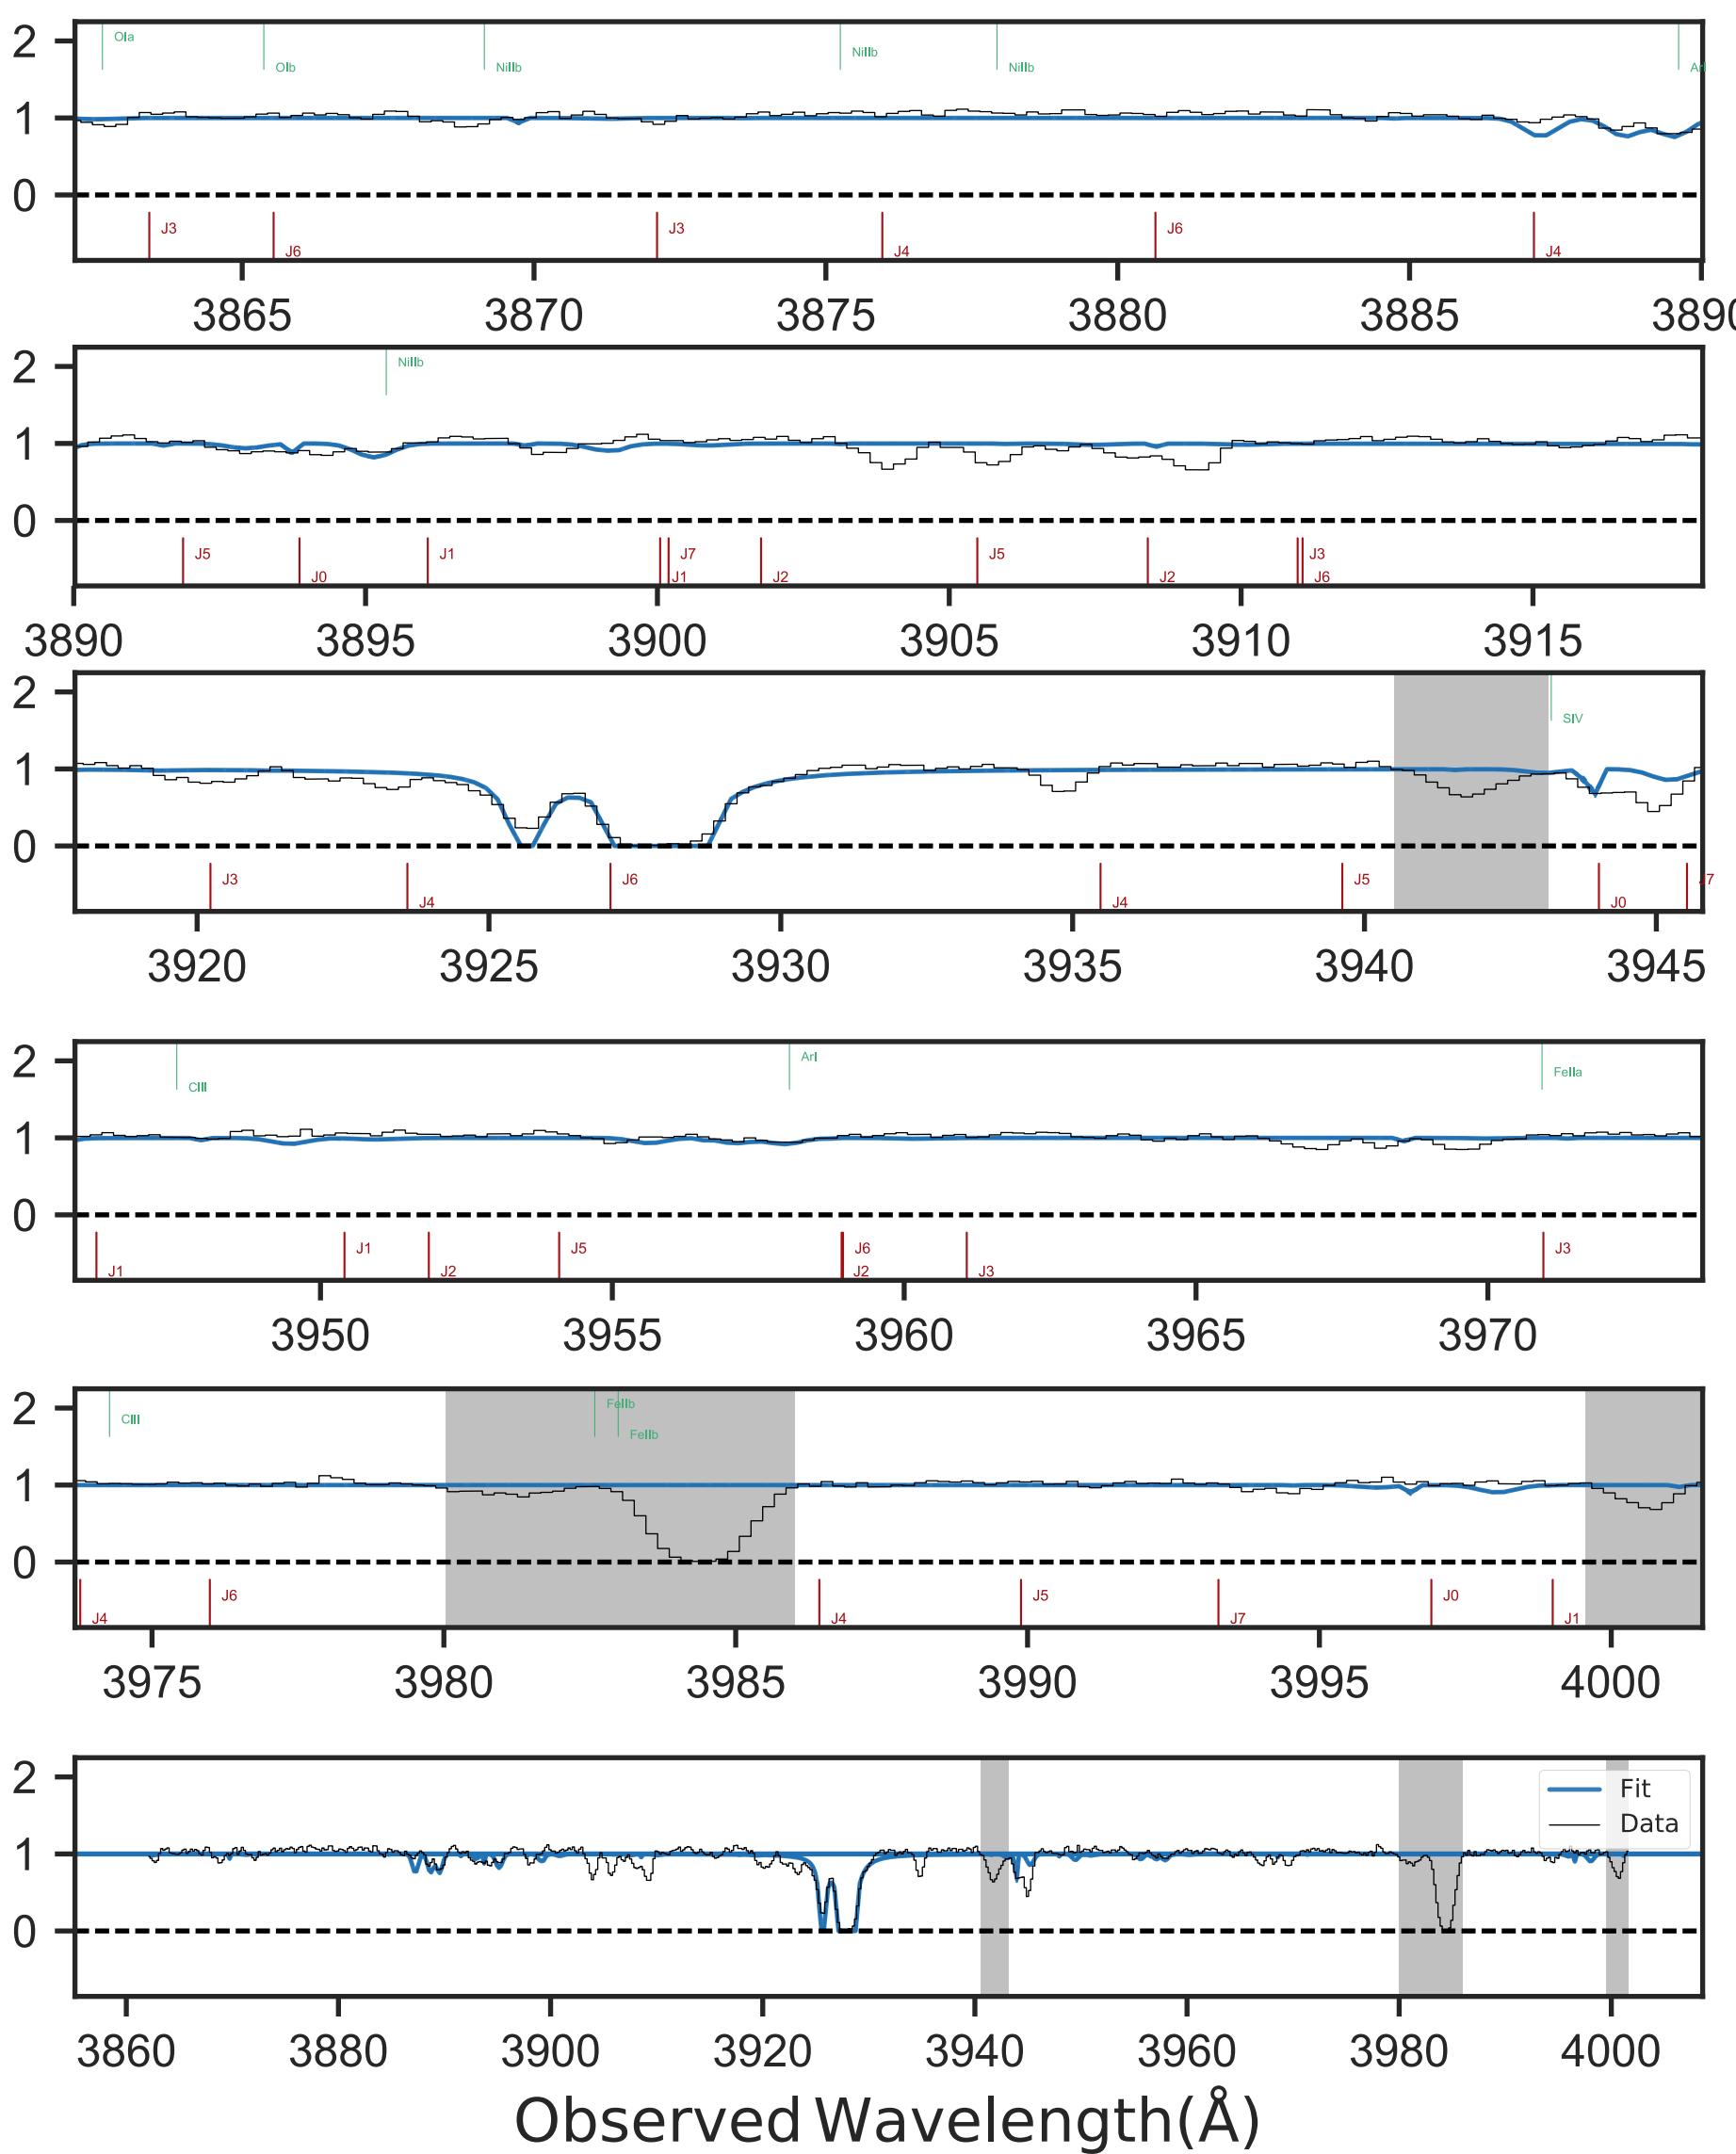 2
OIa
NiIIb
ArI
OIb
NiIIb
NiIIb
1
0
J3
J3
J6
J6
J4
J4
3865 3870 3875 3880 3885 3890
2
NiIIb
1
0
J5
J1
J7
J5
J3
J0
J1
J2
J2
J6
3890 3895 3900 3905 3910 3915
2
SIV
1
0
J3
J6
J5
J7
J4
J4
J0
3920 3925 3930 3935 3940 3945
2
ArI
FeIIa
CIII
1
0
J1
J5
J6
J3
J1
J2
J2
J3
3950 3955 3960 3965 3970
2
FeIIb
CIII
FeIIb
1
0
J6
J5
J0
J4
J4
J7
J1
3975 3980 3985 3990 3995 4000
2
Fit
Data
1
0
3860 3880 3900 3920 3940 3960 3980 4000
Observed Wavelength(Å)